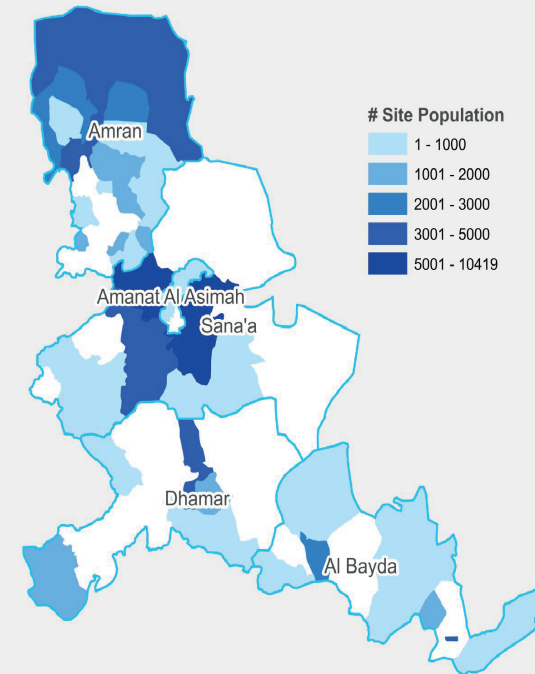 # Site Population
1 - 1000
1001 - 2000
2001 - 3000
3001 - 5000
5001 - 10419
Amran
Amanat Al Asimah
Sana'a
Dhamar
Al Bayda